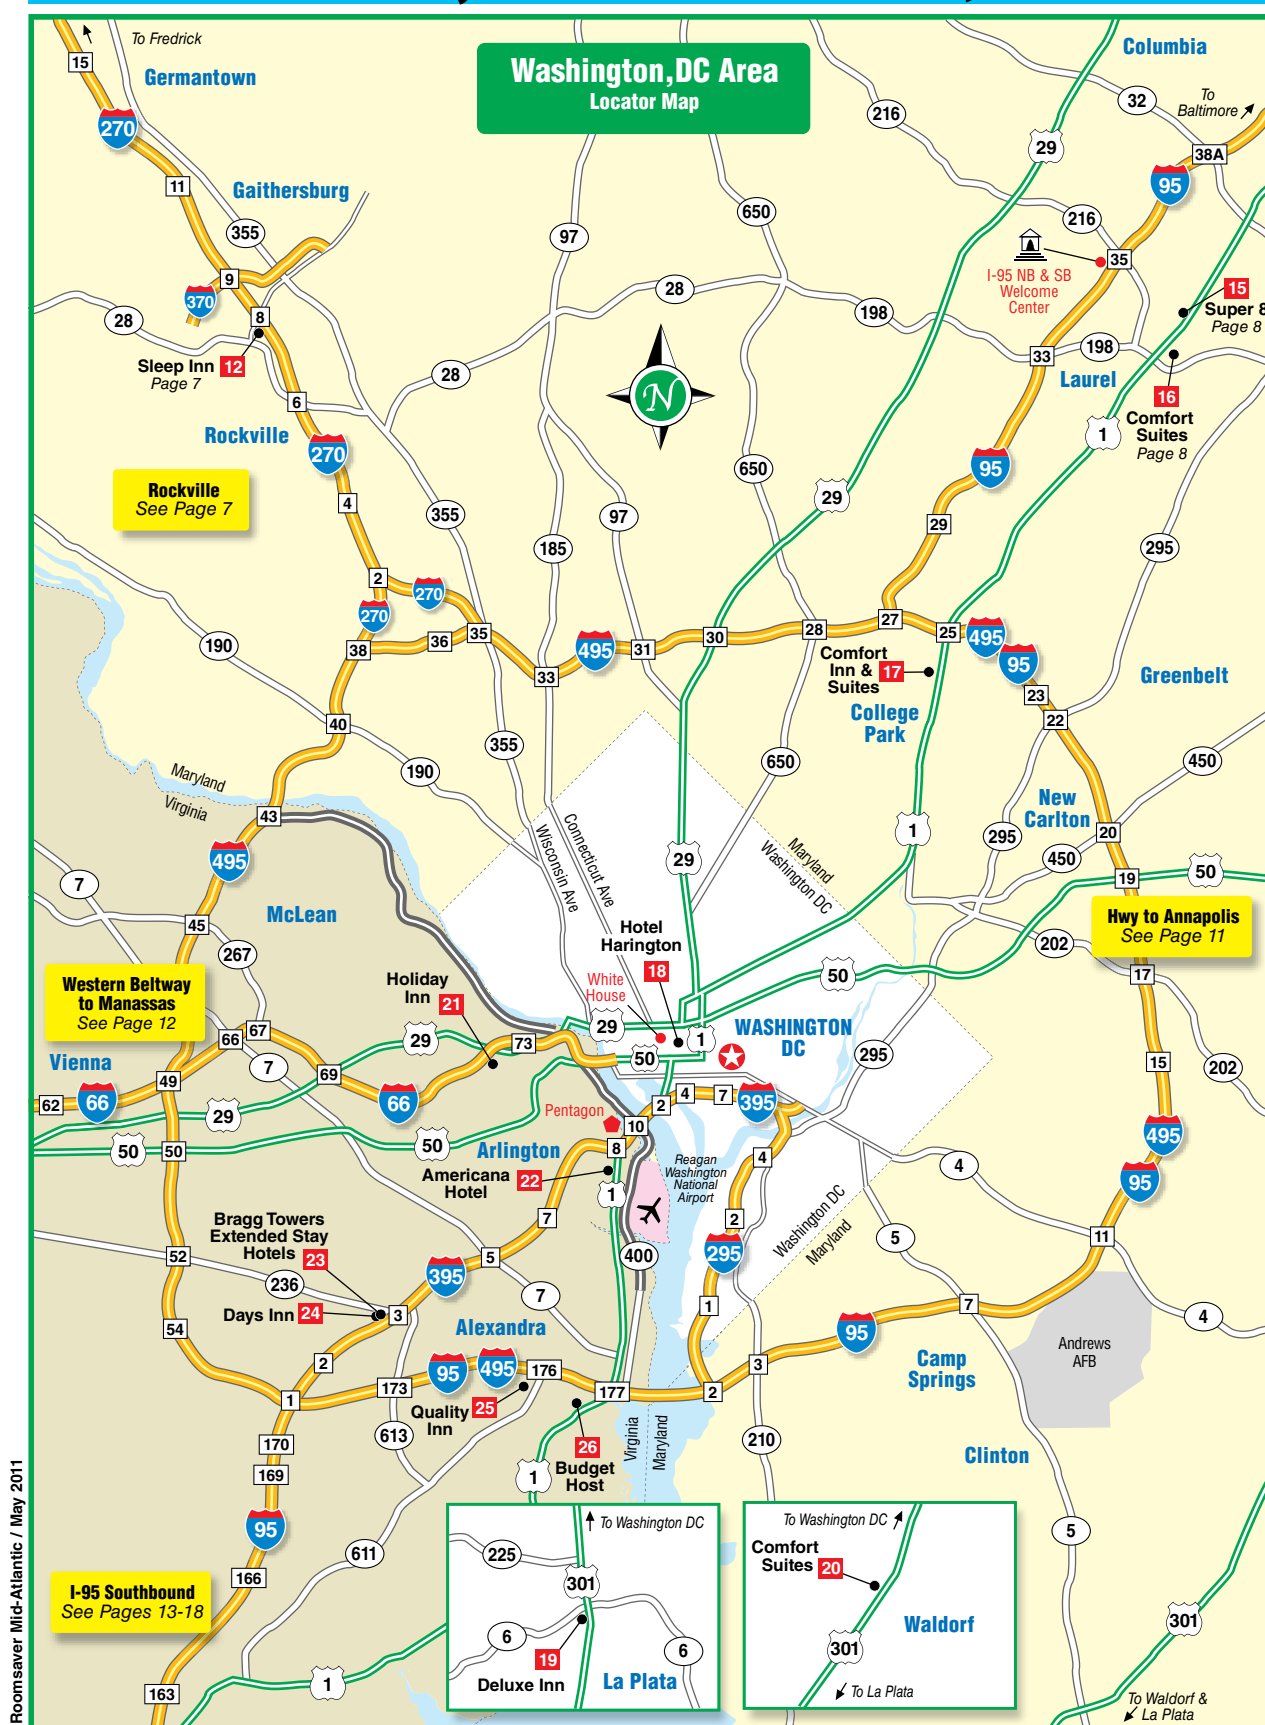 Washington, DC Area
Locator Map
To Fredrick
15
Germantown
270
11
Gaithersburg
355
9
370
8
28
Sleep Inn 12
Page 7
6
Rockville
270
Rockville
See Page 7
4
355
2
270
270
97
650
28
28
N
185
97
650
216
29
Columbia
32
To
Baltimore
38A
95
216
35
I-95 NB & SB
Welcome
Center
198
33
198
Laurel
15
Super 8
Page 8
16
Comfort
Suites
Page 8
1
95
29
29
295
190
38
36
35
33
495
31
30
28
27
25
495
95
Comfort
Inn &
Suites 17
College
Park
23
22
Greenbelt
40
355
190
650
450
Maryland
Virginia
43
495
Wisconsin Ave
Connecticut Ave
29
1
Maryland
Washington DC
New
Carlton
295
450
20
19
50
7
McLean
45
267
Hwy to Annapolis
See Page 11
202
17
Western Beltway
to Manassas
See Page 12
Holiday
Inn 21
Hotel
Harington
18
White
House
50
29
1
WASHINGTON
DC
50
66
67
29
73
Vienna
7
69
49
62
66
66
29
295
15
202
50
50
50
Arlington
Pentagon
10
8
2
4
7
395
4
495
95
Americana
Hotel 22
1
Reagan
Washington
National
Airport
2
Washington DC
Maryland
4
5
11
Bragg Towers
Extended Stay
Hotels 23
7
52
236
5
395
400
295
Days Inn 24
3
7
1
7
4
54
Alexandra
2
95
Andrews
AFB
95
495
176
3
Camp
Springs
1
173
177
2
Quality
Inn 25
26
Budget
Host
Virginia
Maryland
210
Clinton
170
169
613
1
95
611
166
5
I-95 Southbound
See Pages 13-18
163
1
To Washington DC
225
301
6
19
Deluxe Inn
La Plata
6
To Washington DC
Comfort
Suites 20
Waldorf
301
To La Plata
301
To Waldorf &
La Plata
Roomsaver Mid-Atlantic / May 2011